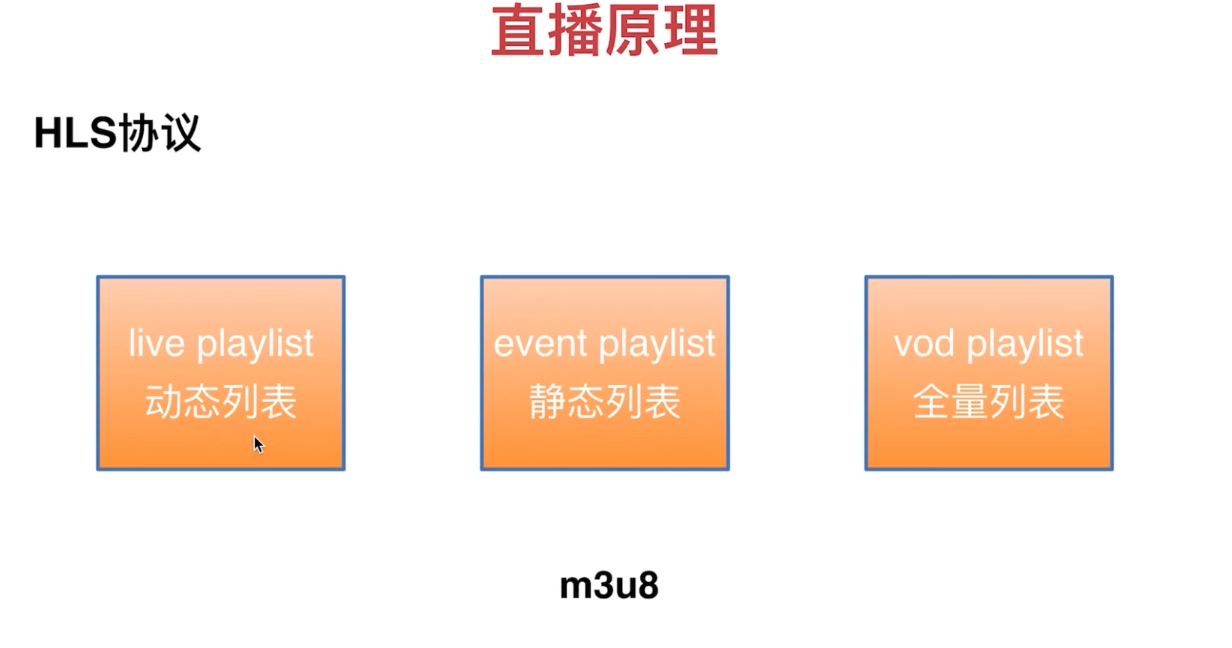 直播原理
HLS协议
live playlist
动态列表
event playlist
静态列表
vod playlist
全量列表
m3u8